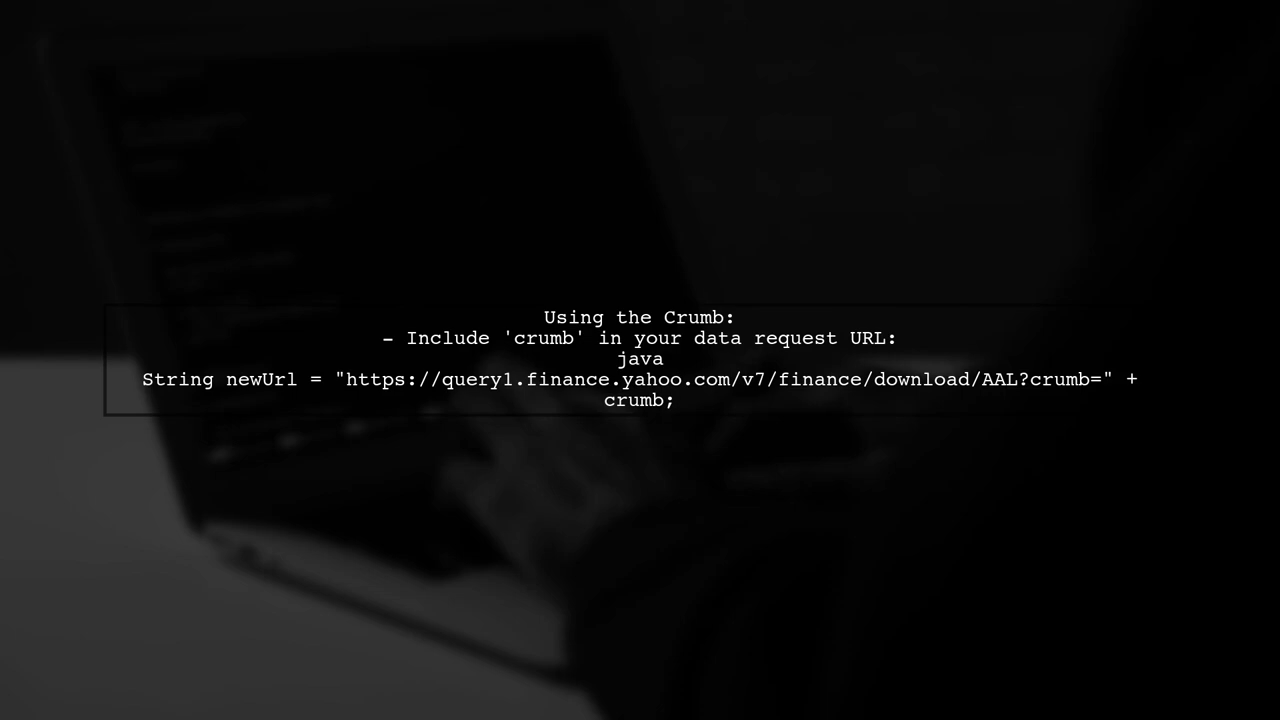 Using the Crumb:
- Include 'crumb' in your data request URL:
java
String newUrl = "https://query1.finance.yahoo.com/v7/finance/download/AAL?crumb=" +
crumb;